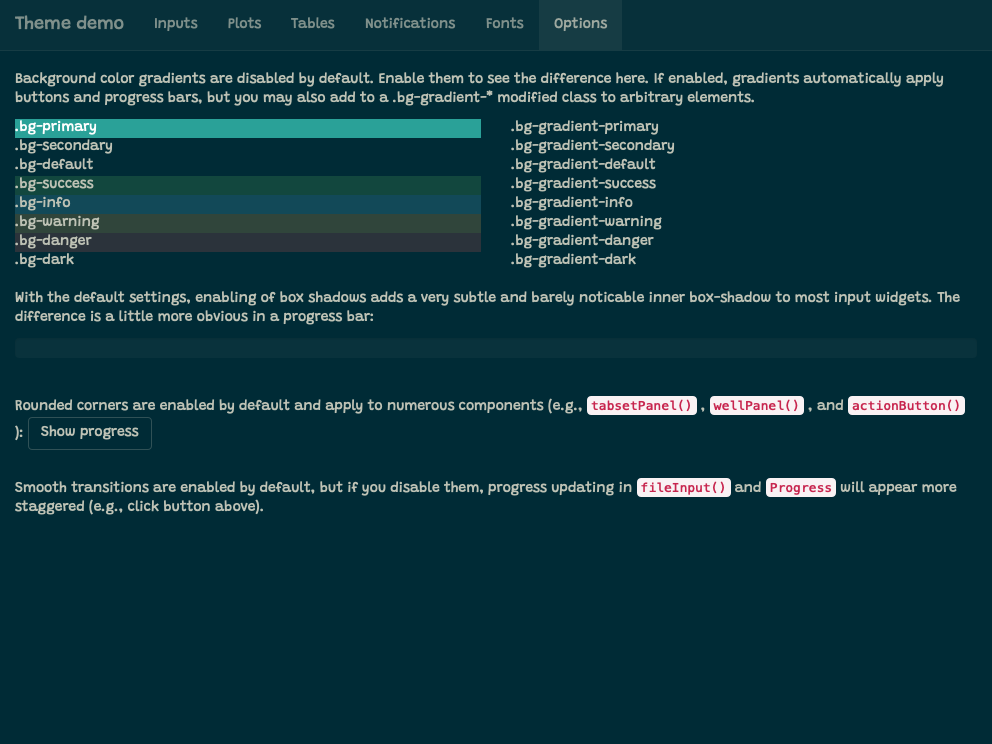 Theme demo Inputs Plots Tables Notifications Fonts Options
Background color gradients are disabled by default. Enable them to see the difference here. If enabled, gradients automatically apply
buttons and progress bars, but you may also add to a .bg-gradient-* modified class to arbitrary elements.
.bg-primary
.bg-secondary
.bg-default
.bg-success
.bg-info
.bg-warning
.bg-danger
.bg-dark
.bg-gradient-primary
.bg-gradient-secondary
.bg-gradient-default
.bg-gradient-success
.bg-gradient-info
.bg-gradient-warning
.bg-gradient-danger
.bg-gradient-dark
With the default settings, enabling of box shadows adds a very subtle and barely noticable inner box-shadow to most input widgets. The
difference is a little more obvious in a progress bar:
Rounded corners are enabled by default and apply to numerous components (e.g., tabsetPanel() , wellPanel() , and actionButton()
): Show progress
Smooth transitions are enabled by default, but if you disable them, progress updating in fileInput() and Progress will appear more
staggered (e.g., click button above).